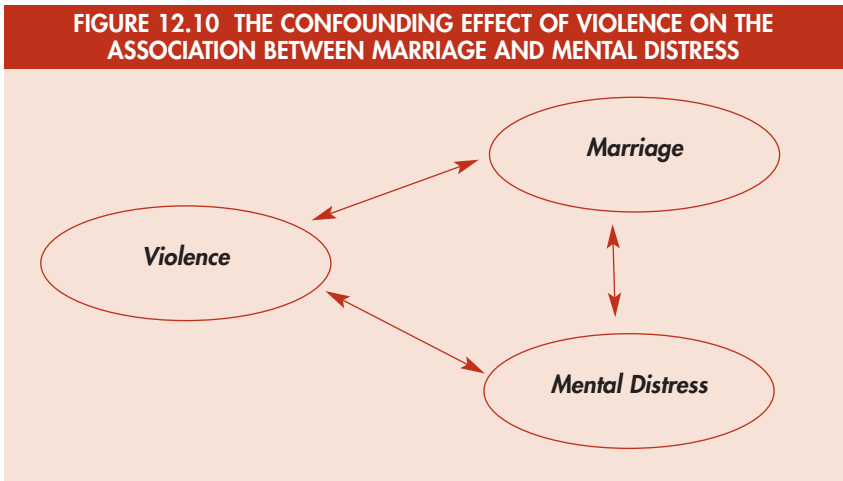 FIGURE 12.10 THE CONFOUNDING EFFECT OF VIOLENCE ON THE
ASSOCIATION BETWEEN MARRIAGE AND MENTAL DISTRESS
Marriage
Violence
Mental Distress